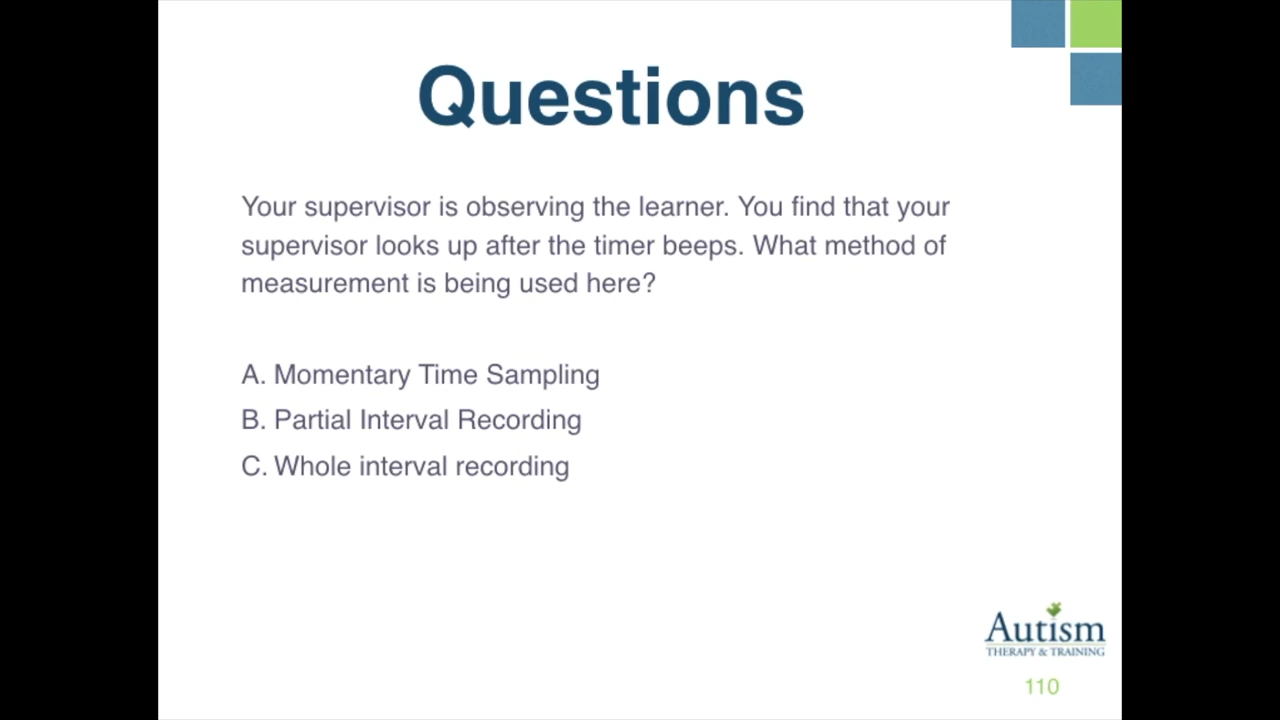 Questions
Your supervisor is observing the learner. You find that your
supervisor looks up after the timer beeps. What method of
measurement is being used here?
A. Momentary Time Sampling
B. Partial Interval Recording
C. Whole interval recording
Autism
THERAPY & TRAINING
110